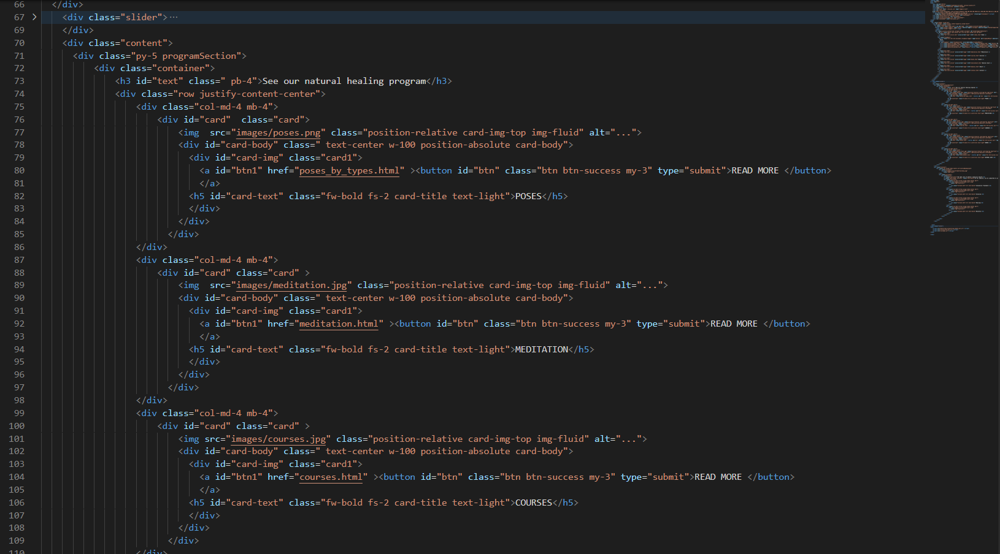 66 </div>
67 <div class="slider">…
69 </div>
70 <div class="content">
71 <div class="py-5 programSection">
72 <div class="container">
73 <h3 id="text" class=" pb-4">See our natural healing program</h3>
74 <div class="row justify-content-center">
75 <div class="col-md-4 mb-4">
76 <div id="card"  class="card">
77 <img  src="images/poses.png" class="position-relative card-img-top img-fluid" alt="...">
78 <div id="card-body" class=" text-center w-100 position-absolute card-body">
79 <div id="card-img" class="card1">
80 <a id="btn1" href="poses_by_types.html" ><button id="btn" class="btn btn-success my-3" type="submit">READ MORE </button>
81 </a>
82 <h5 id="card-text" class="fw-bold fs-2 card-title text-light">POSES</h5>
83 </div>
84 </div>
85 </div>
86 </div>
87 <div class="col-md-4 mb-4">
88 <div id="card" class="card" >
89 <img  src="images/meditation.jpg" class="position-relative card-img-top img-fluid" alt="...">
90 <div id="card-body" class=" text-center w-100 position-absolute card-body">
91 <div id="card-img" class="card1">
92 <a id="btn1" href="meditation.html" ><button id="btn" class="btn btn-success my-3" type="submit">READ MORE </button>
93 </a>
94 <h5 id="card-text" class="fw-bold fs-2 card-title text-light">MEDITATION</h5>
95 </div>
96 </div>
97 </div>
98 </div>
99 <div class="col-md-4 mb-4">
100 <div id="card" class="card" >
101 <img src="images/courses.jpg" class="position-relative card-img-top img-fluid" alt="...">
102 <div id="card-body" class=" text-center w-100 position-absolute card-body">
103 <div id="card-img" class="card1">
104 <a id="btn1" href="courses.html" ><button id="btn" class="btn btn-success my-3" type="submit">READ MORE </button>
105 </a>
106 <h5 id="card-text" class="fw-bold fs-2 card-title text-light">COURSES</h5>
107 </div>
108 </div>
109 </div>
110 </div>